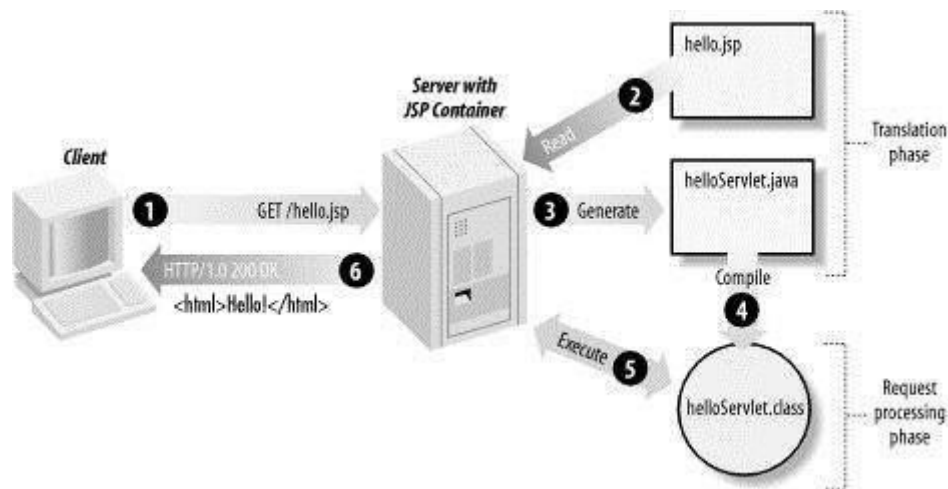 hello.jsp
Server with
JSP Container
2
Read
Translation
phase
Client
helloServlet.java
1
GET /hello.jsp
3
Generate
HTTP/1.0 200 OK
6
<html>Hello!</html>
Compile
4
Execute
5
helloServlet.class
Request
processing
phase